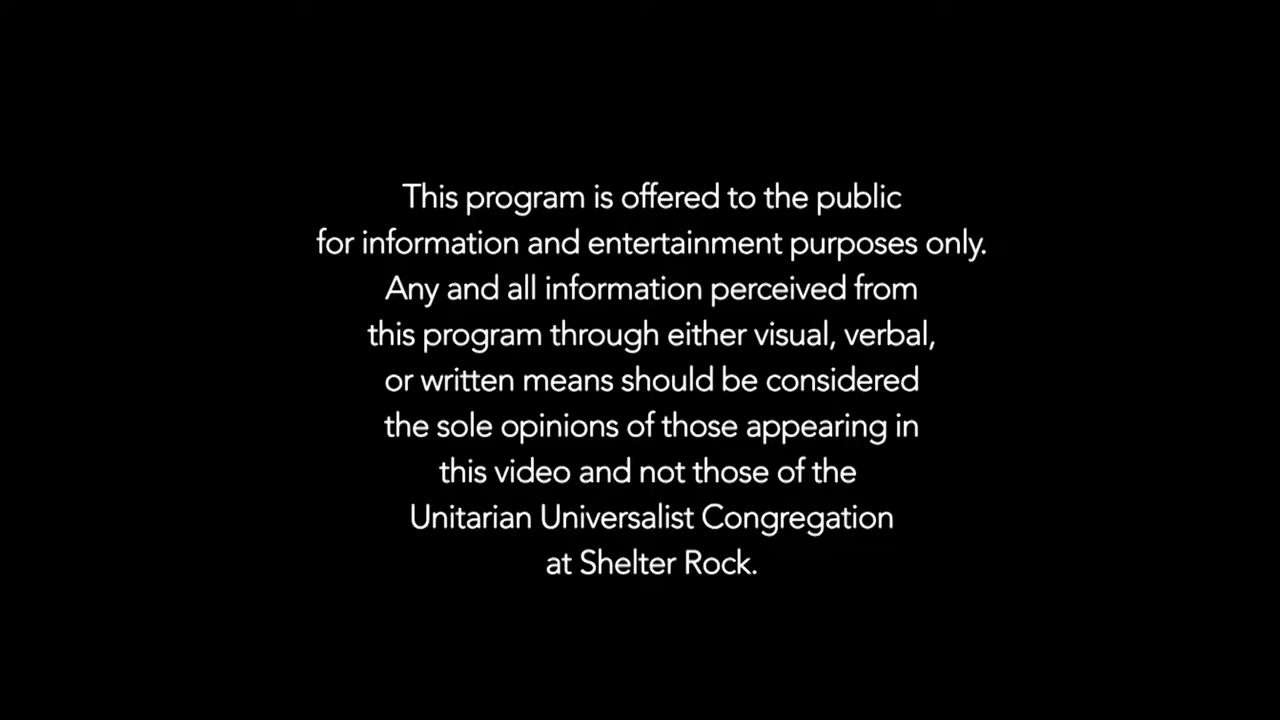 This program is offered to the public
for information and entertainment purposes only.
Any and all information perceived from
this program through either visual, verbal,
or written means should be considered
the sole opinions of those appearing in
this video and not those of the
Unitarian Universalist Congregation
at Shelter Rock.